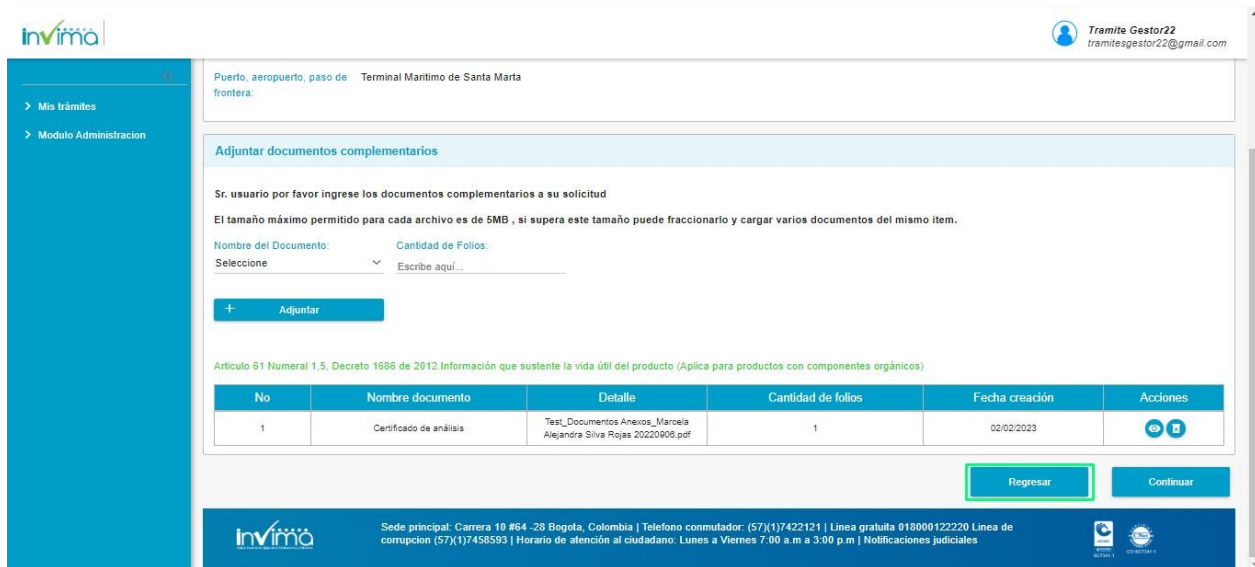 invima
Tramite Gestor22
tramitesgestor22@gmail.com
Mis trámites
Modulo Administracion
Puerto, aeropuerto, paso de frontera:
Terminal Maritimo de Santa Marta
Adjuntar documentos complementarios
Sr. usuario por favor ingrese los documentos complementarios a su solicitud
El tamaño máximo permitido para cada archivo es de 5MB , si supera este tamaño puede fraccionarlo y cargar varios documentos del mismo item.
Nombre del Documento:
Cantidad de Folios:
Seleccione
Escribe aquí...
+ Adjuntar
Articulo 61 Numeral 1,5, Decreto 1686 de 2012.Información que sustente la vida útil del producto (Aplica para productos con componentes orgánicos)
No Nombre documento Detalle Cantidad de folios Fecha creación Acciones
1 Certificado de análisis Test_Documentos Anexos_Marcela Alejandra Silva Rojas 20220906.pdf 1 02/02/2023
Regresar
Continuar
invima
Sede principal: Carrera 10 #64 -28 Bogota, Colombia | Telefono conmutador: (57)(1)7422121 | Linea gratuita 018000122220 Linea de
corrupcion (57)(1)7458593 | Horario de atención al ciudadano: Lunes a Viernes 7:00 a.m a 3:00 p.m | Notificaciones judiciales